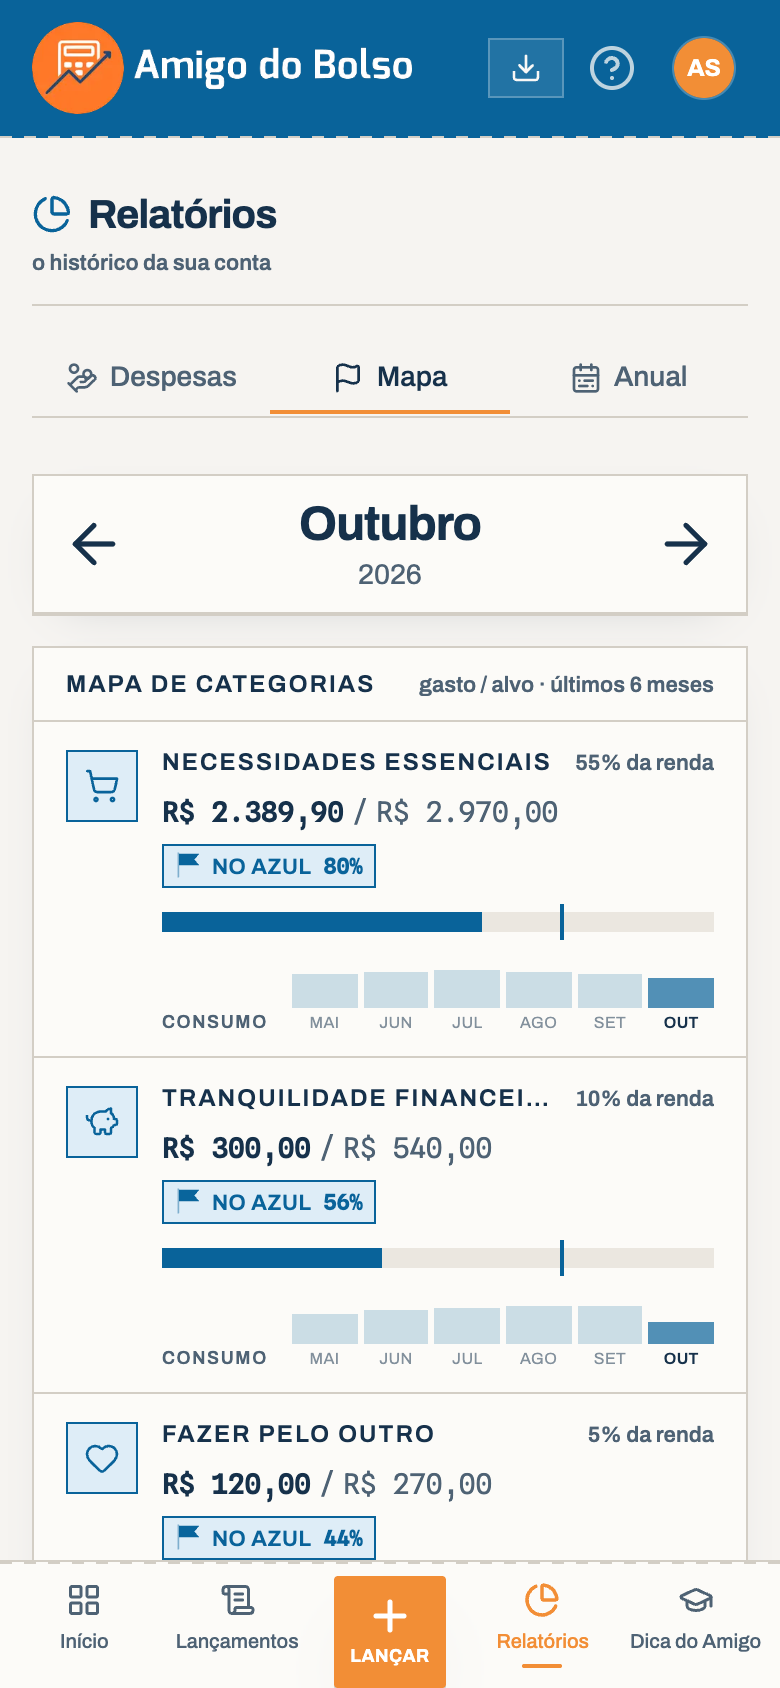 Amigo do Bolso
AS
Relatórios
o histórico da sua conta
Despesas
Mapa
Anual
Outubro
2026
MAPA DE CATEGORIAS
gasto / alvo · últimos 6 meses
NECESSIDADES ESSENCIAIS
55% da renda
R$ 2.389,90 / R$ 2.970,00
NO AZUL 80%
CONSUMO
MAI JUN JUL AGO SET OUT
TRANQUILIDADE FINANCEI...
10% da renda
R$ 300,00 / R$ 540,00
NO AZUL 56%
CONSUMO
MAI JUN JUL AGO SET OUT
FAZER PELO OUTRO
5% da renda
R$ 120,00 / R$ 270,00
NO AZUL 44%
Início
Lançamentos
LANÇAR
Relatórios
Dica do Amigo